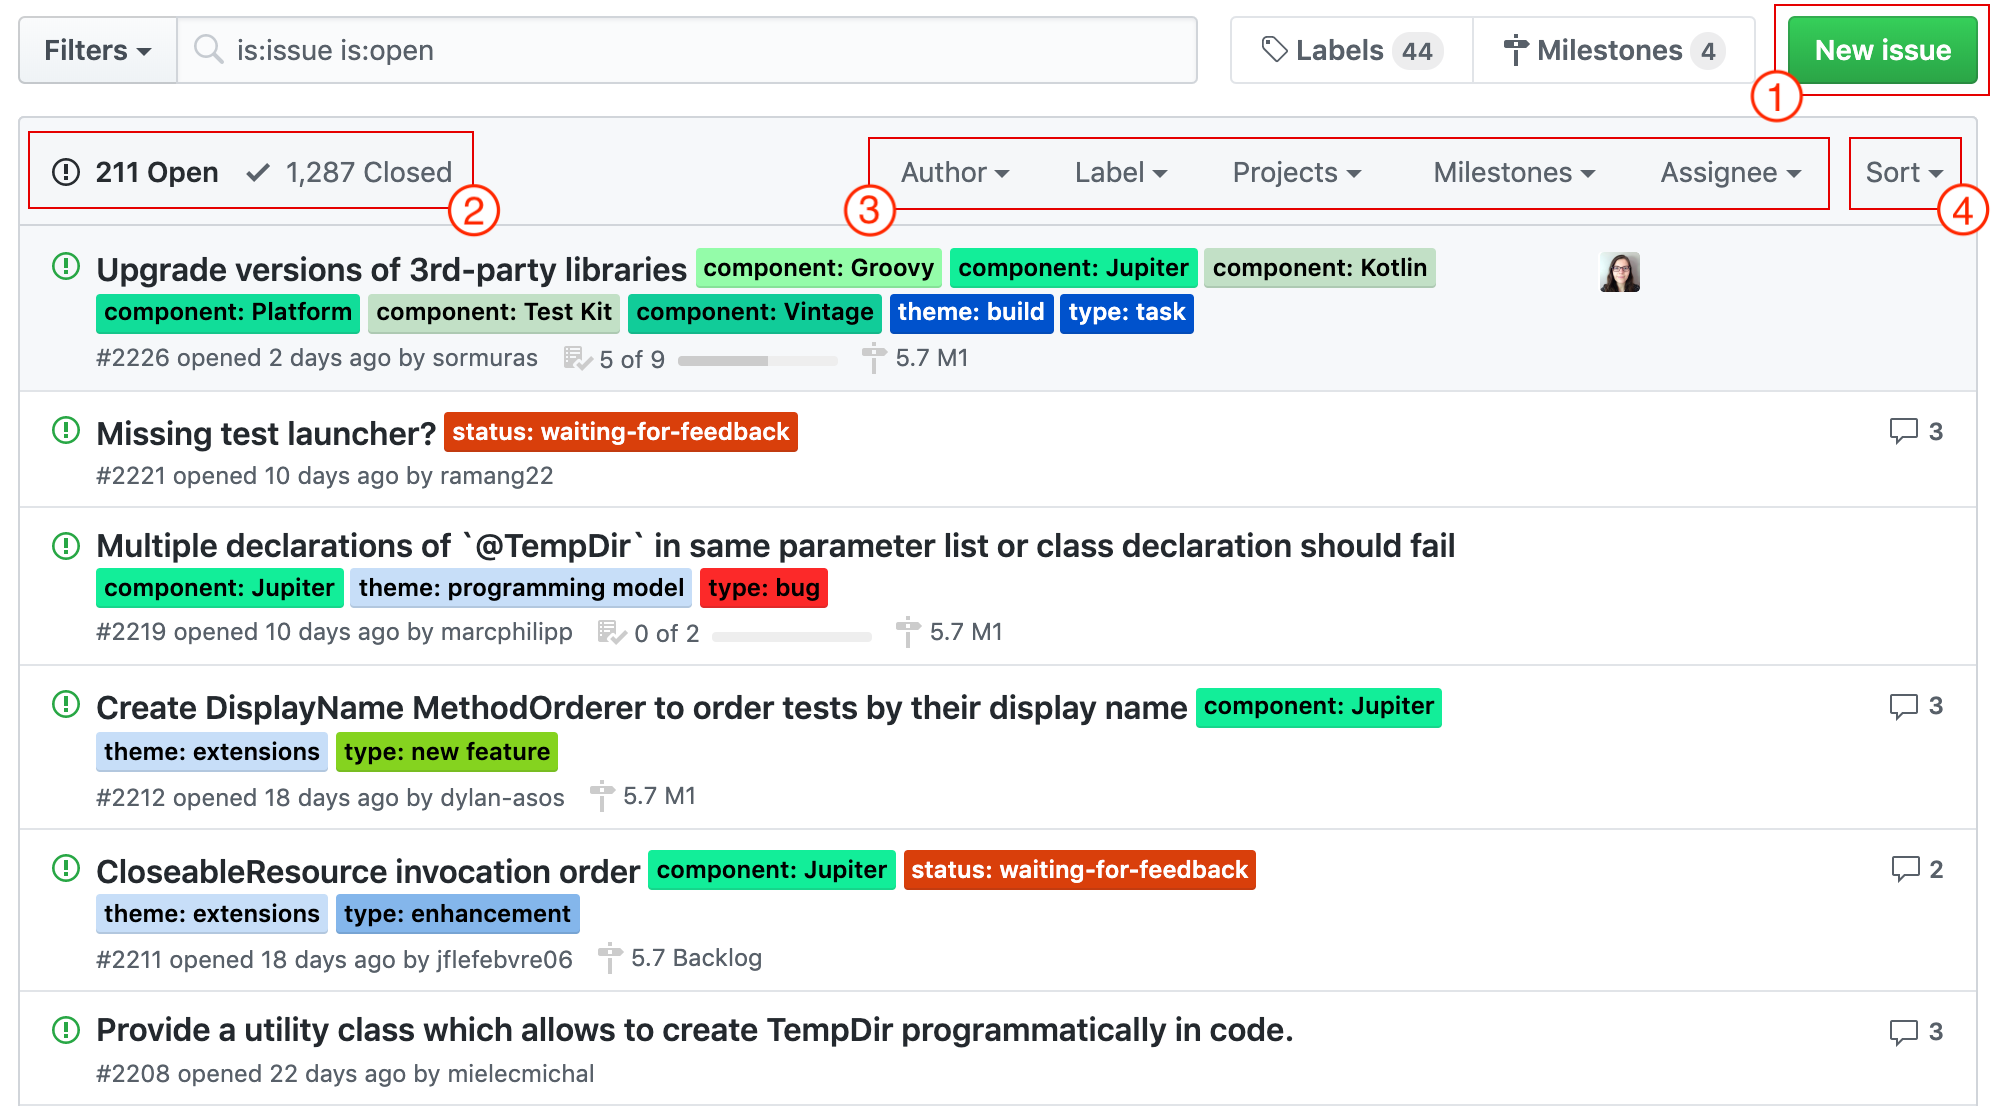 Filters is:issue is:open Labels 44 Milestones 4 New issue
1
211 Open 1,287 Closed Author Label Projects Milestones Assignee Sort
2 3 4
Upgrade versions of 3rd-party libraries component: Groovy component: Jupiter component: Kotlin
component: Platform component: Test Kit component: Vintage theme: build type: task
#2226 opened 2 days ago by sormuras 5 of 9 5.7 M1
Missing test launcher? status: waiting-for-feedback 3
#2221 opened 10 days ago by ramang22
Multiple declarations of `@TempDir` in same parameter list or class declaration should fail
component: Jupiter theme: programming model type: bug
#2219 opened 10 days ago by marcphilipp 0 of 2 5.7 M1
Create DisplayName MethodOrderer to order tests by their display name component: Jupiter 3
theme: extensions type: new feature
#2212 opened 18 days ago by dylan-asos 5.7 M1
CloseableResource invocation order component: Jupiter status: waiting-for-feedback 2
theme: extensions type: enhancement
#2211 opened 18 days ago by jflefebvre06 5.7 Backlog
Provide a utility class which allows to create TempDir programmatically in code. 3
#2208 opened 22 days ago by mielecmichal